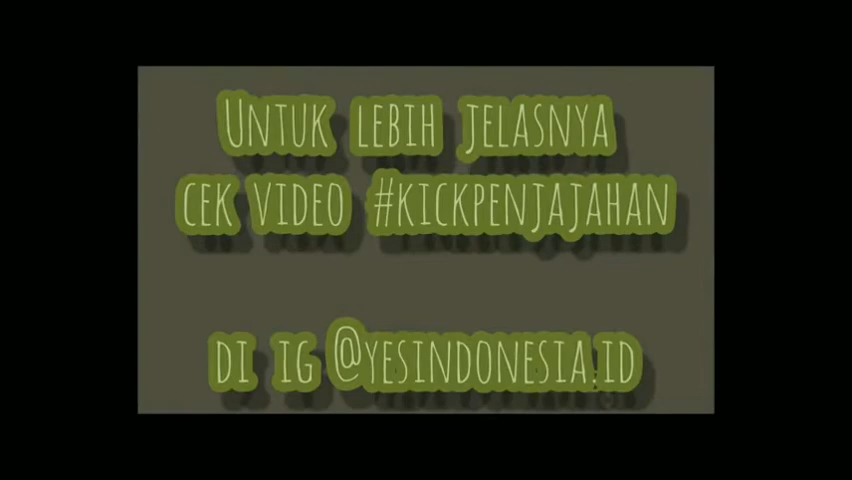 Untuk lebih jelasnya
cek video #kickpenjajahan
di ig @yesindonesia.id